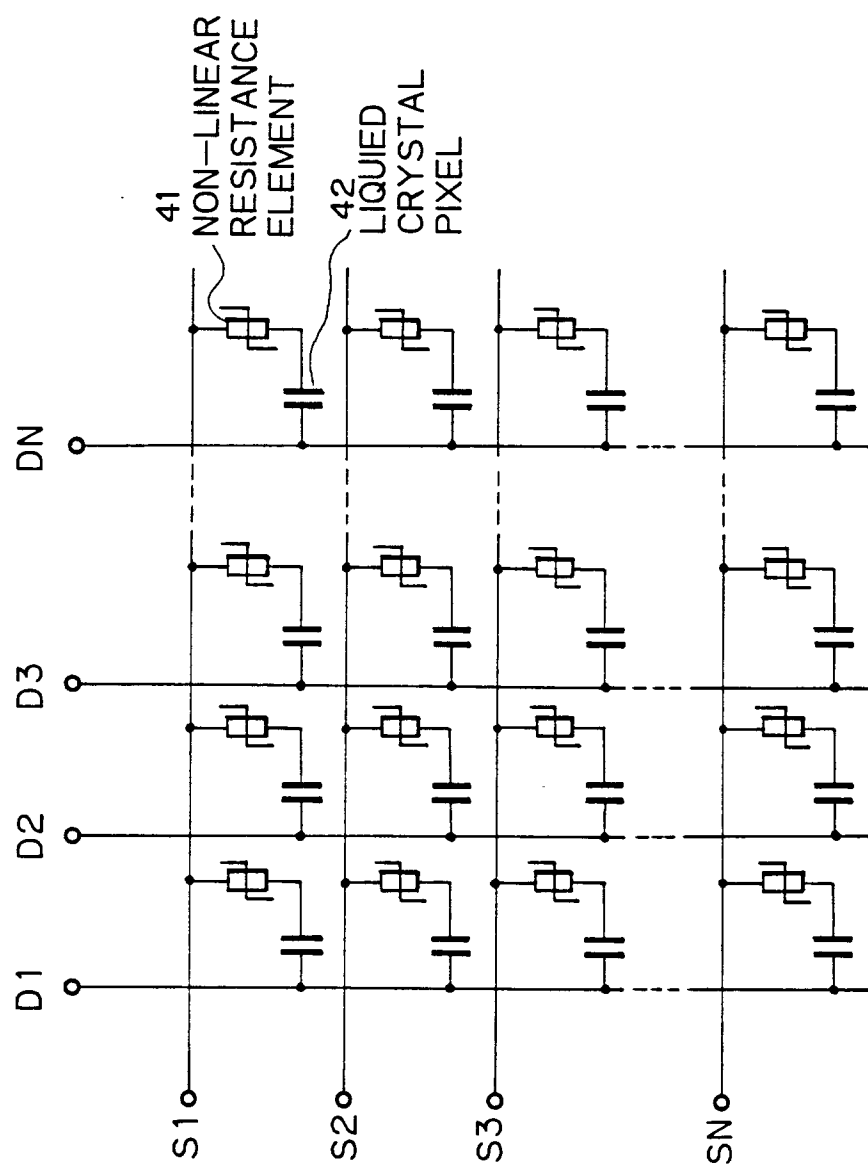 D1
D2
D3
DN
41
NON-LINEAR
RESISTANCE
ELEMENT
42
LIQUIED
CRYSTAL
PIXEL
S1
S2
S3
SN